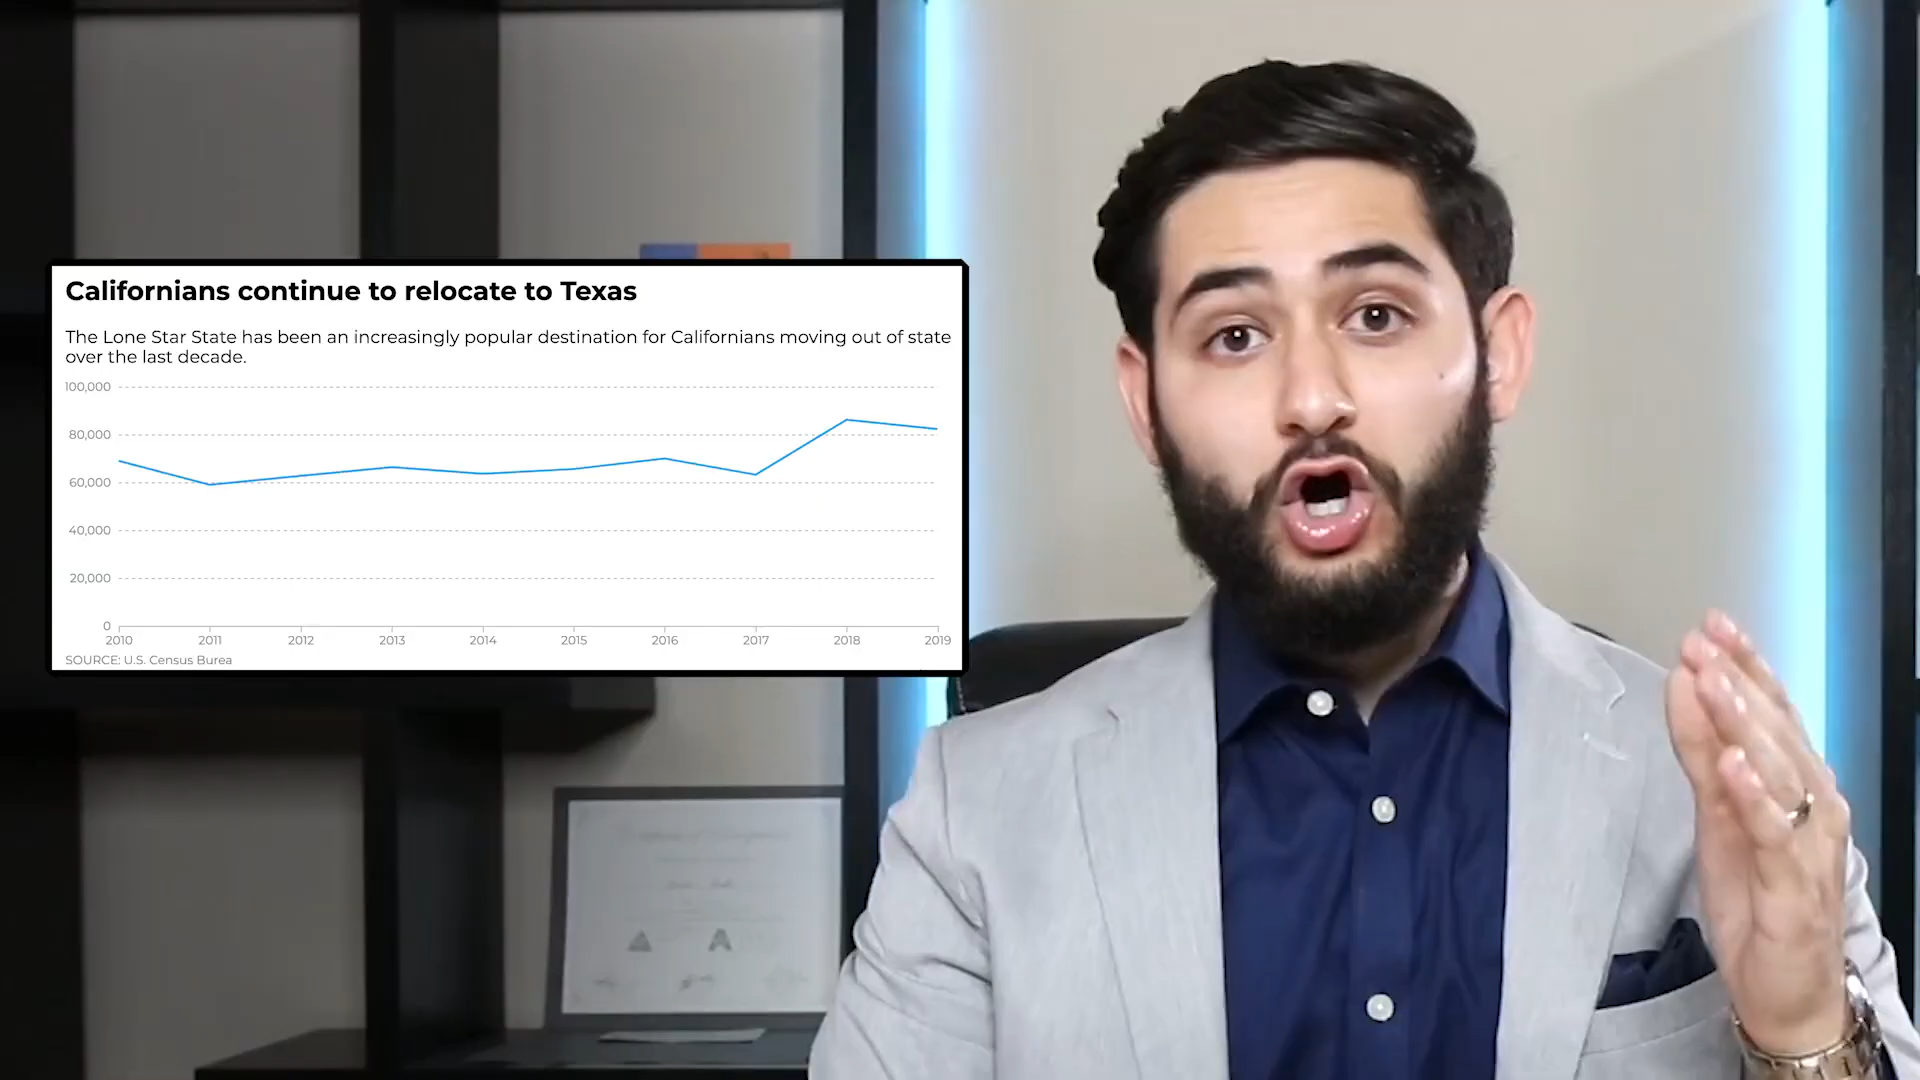 Californians continue to relocate to Texas
The Lone Star State has been an increasingly popular destination for Californians moving out of state
over the last decade.
100,000
80,000
60,000
40,000
20,000
0
2010 2011 2012 2013 2014 2015 2016 2017 2018 2019
SOURCE: U.S. Census Burea